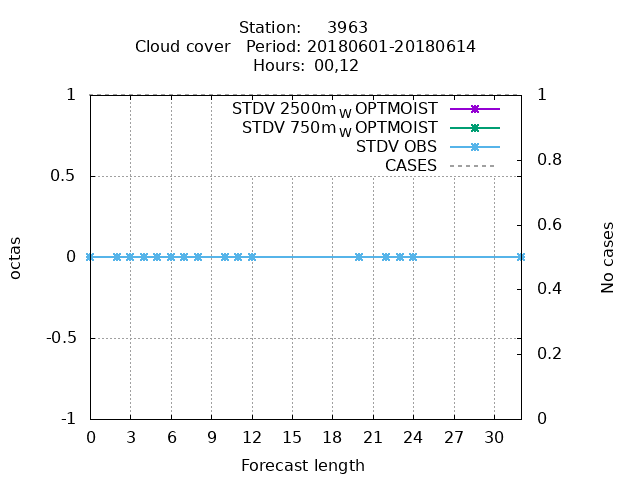 Station: 3963
Cloud cover Period: 20180601-20180614
Hours: 00,12
STDV 2500m W OPTMOIST
STDV 750m W OPTMOIST
STDV OBS
CASES
1
0.5
0
-0.5
-1
octas
1
0.8
0.6
0.4
0.2
0
No cases
0 3 6 9 12 15 18 21 24 27 30
Forecast length